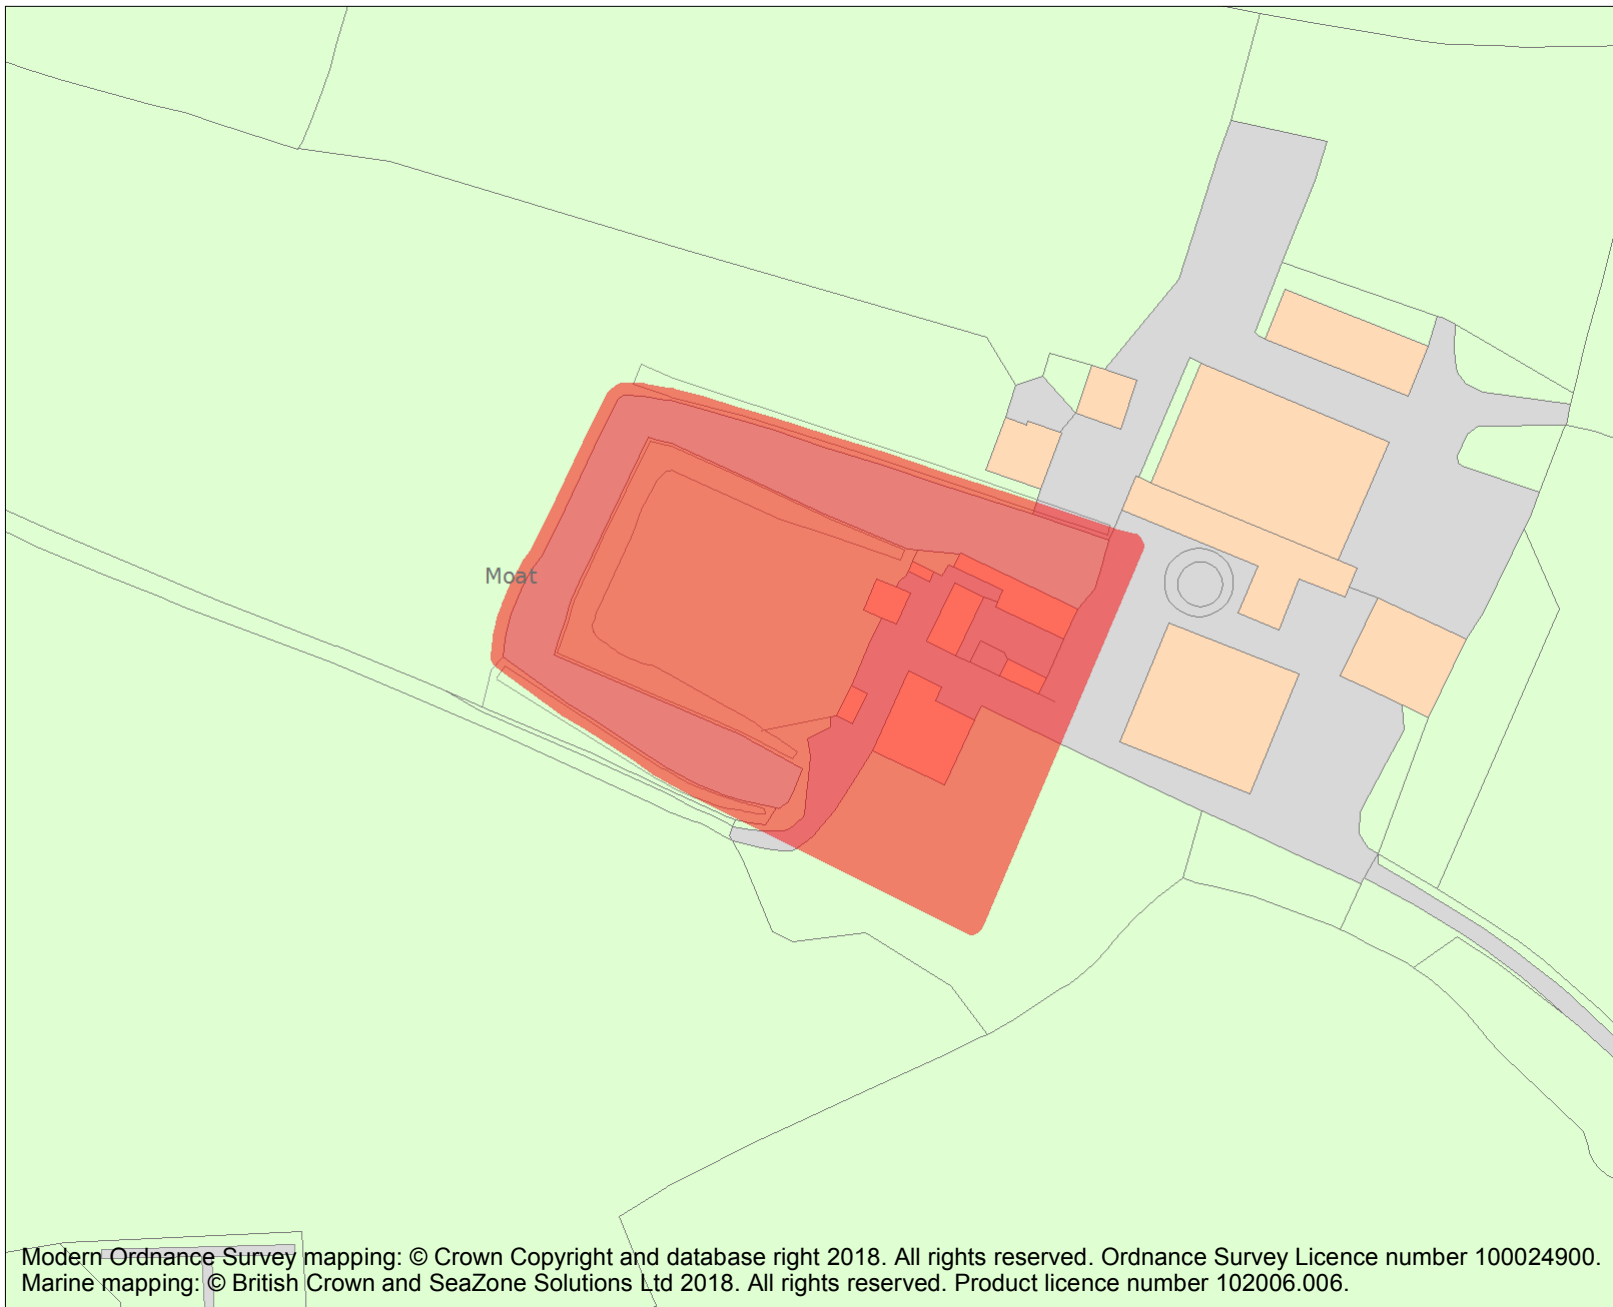 Moat
Modern Ordnance Survey mapping: © Crown Copyright and database right 2018. All rights reserved. Ordnance Survey Licence number 100024900.
Marine mapping: © British Crown and SeaZone Solutions Ltd 2018. All rights reserved. Product licence number 102006.006.